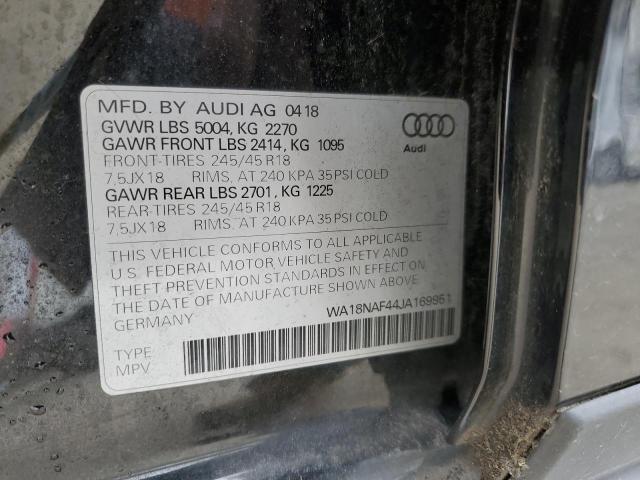 MFD. BY AUDI AG 0418
GVWR LBS 5004, KG 2270
GAWR FRONT LBS 2414, KG 1095
FRONT-TIRES 245/45 R18
7,5JX18 RIMS, AT 240 KPA 35 PSI COLD
GAWR REAR LBS 2701, KG 1225
REAR-TIRES 245/45 R18
7,5JX18 RIMS, AT 240 KPA 35 PSI COLD
Audi
THIS VEHICLE CONFORMS TO ALL APPLICABLE
U.S. FEDERAL MOTOR VEHICLE SAFETY AND
THEFT PREVENTION STANDARDS IN EFFECT ON
THE DATE OF MANUFACTURE SHOWN ABOVE
GERMANY
WA18NAF44JA169951
TYPE
MPV